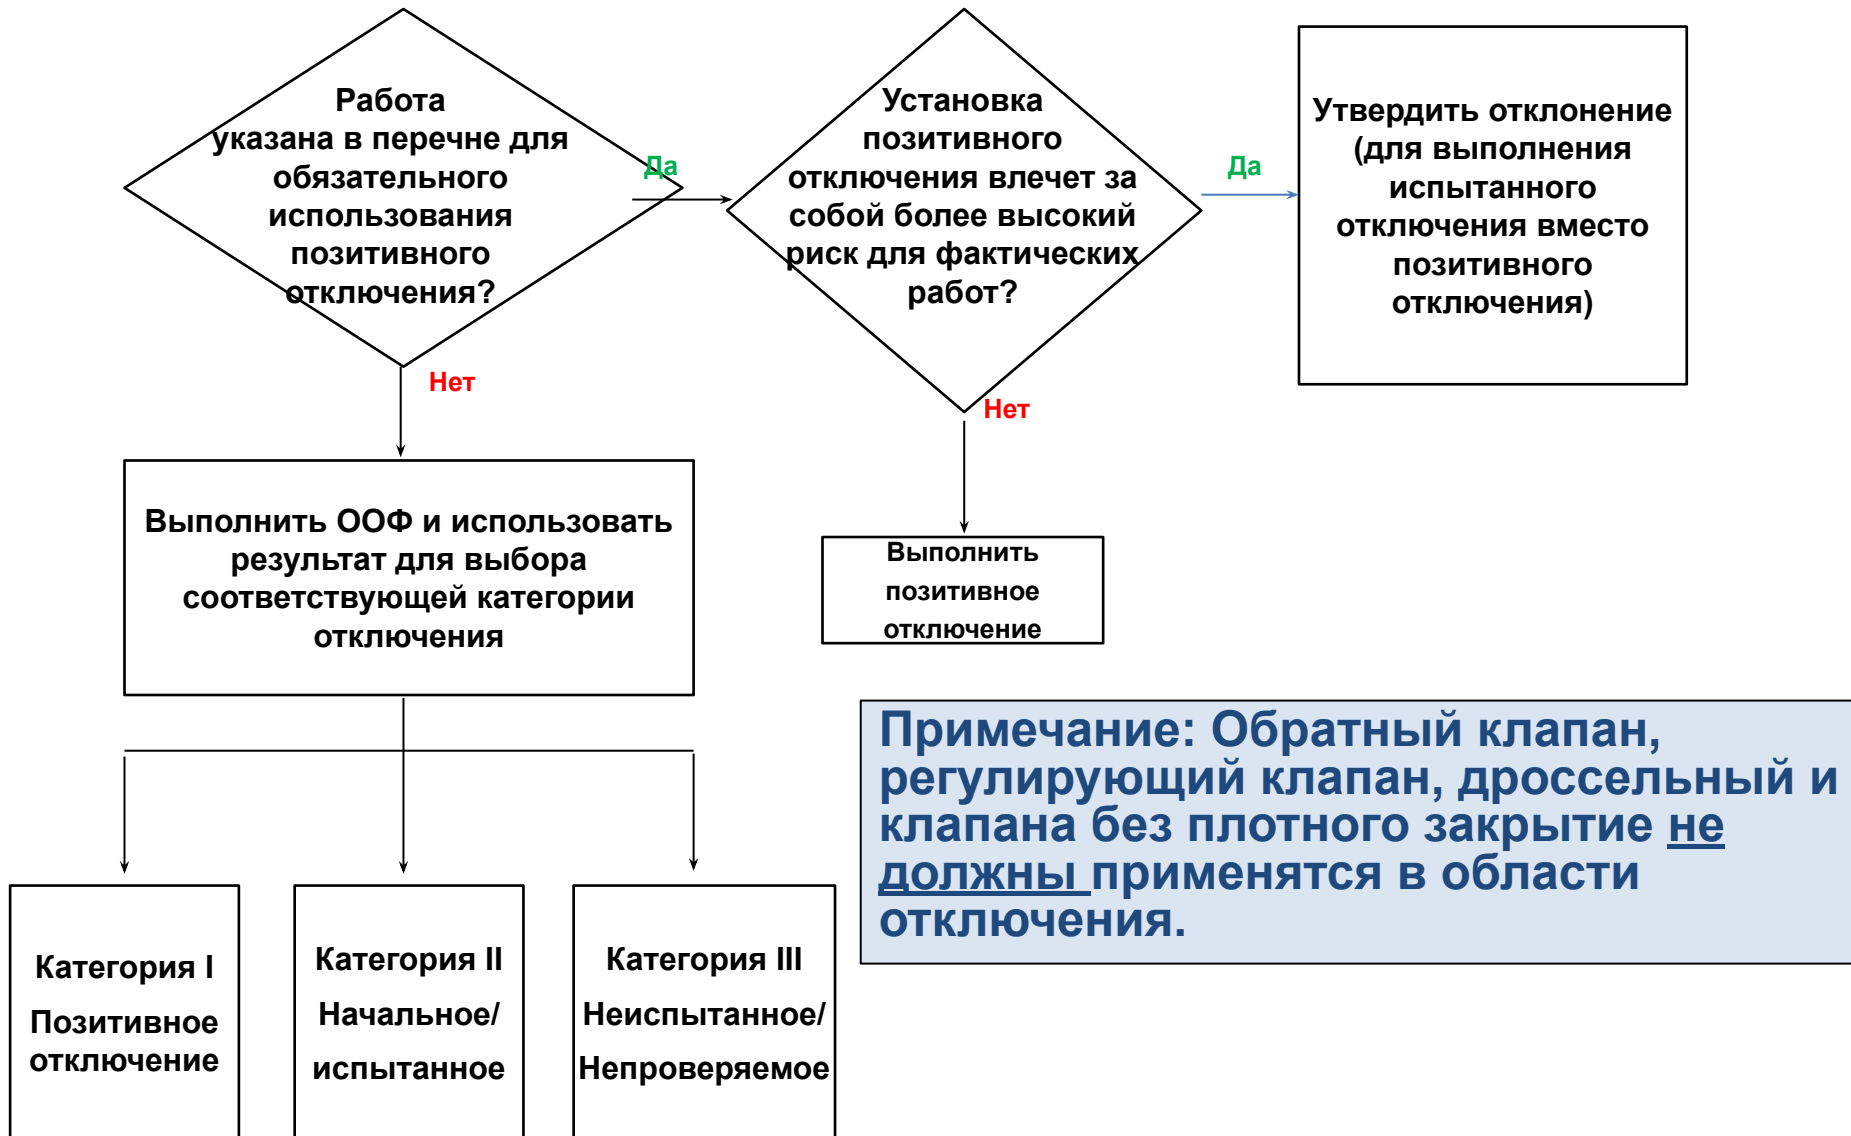 Работа
указана в перечне для
обязательного
использования
позитивного
отключения?
Да
Нет
Установка
позитивного
отключения влечет за
собой более высокий
риск для фактических
работ?
Да
Нет
Утвердить отклонение
(для выполнения
испытанного
отключения вместо
позитивного
отключения)
Выполнить ООФ и использовать
результат для выбора
соответствующей категории
отключения
Выполнить
позитивное
отключение
Примечание: Обратный клапан,
регулирующий клапан, дроссельный и
клапана без плотного закрытие не
должны применятся в области
отключения.
Категория I
Позитивное
отключение
Категория II
Начальное/
испытанное
Категория III
Неиспытанное/
Непроверяемое